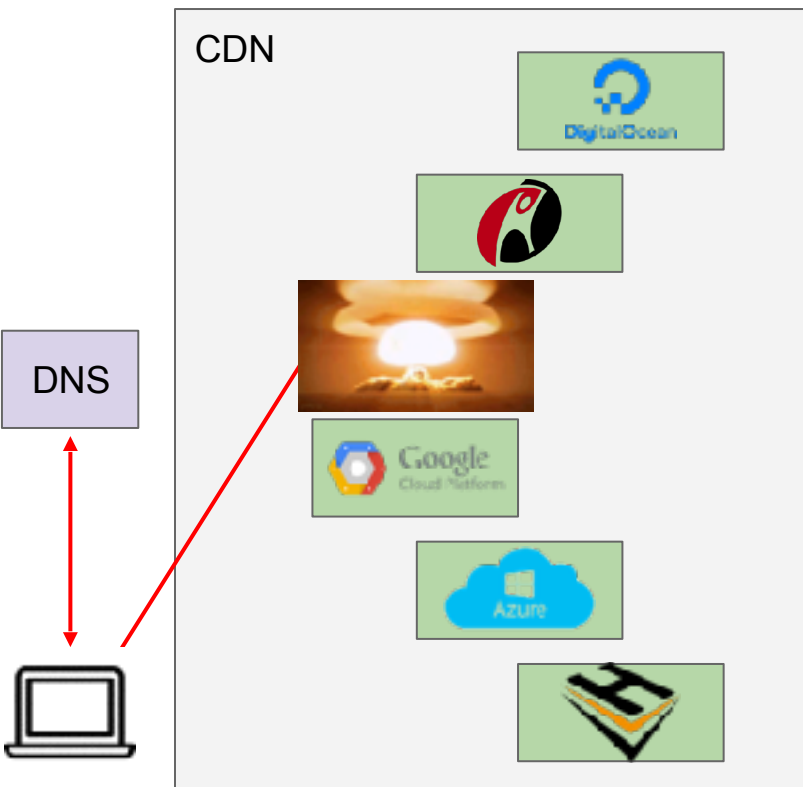 CDN
DigitalOcean
DNS
Google
Cloud Platform
Azure